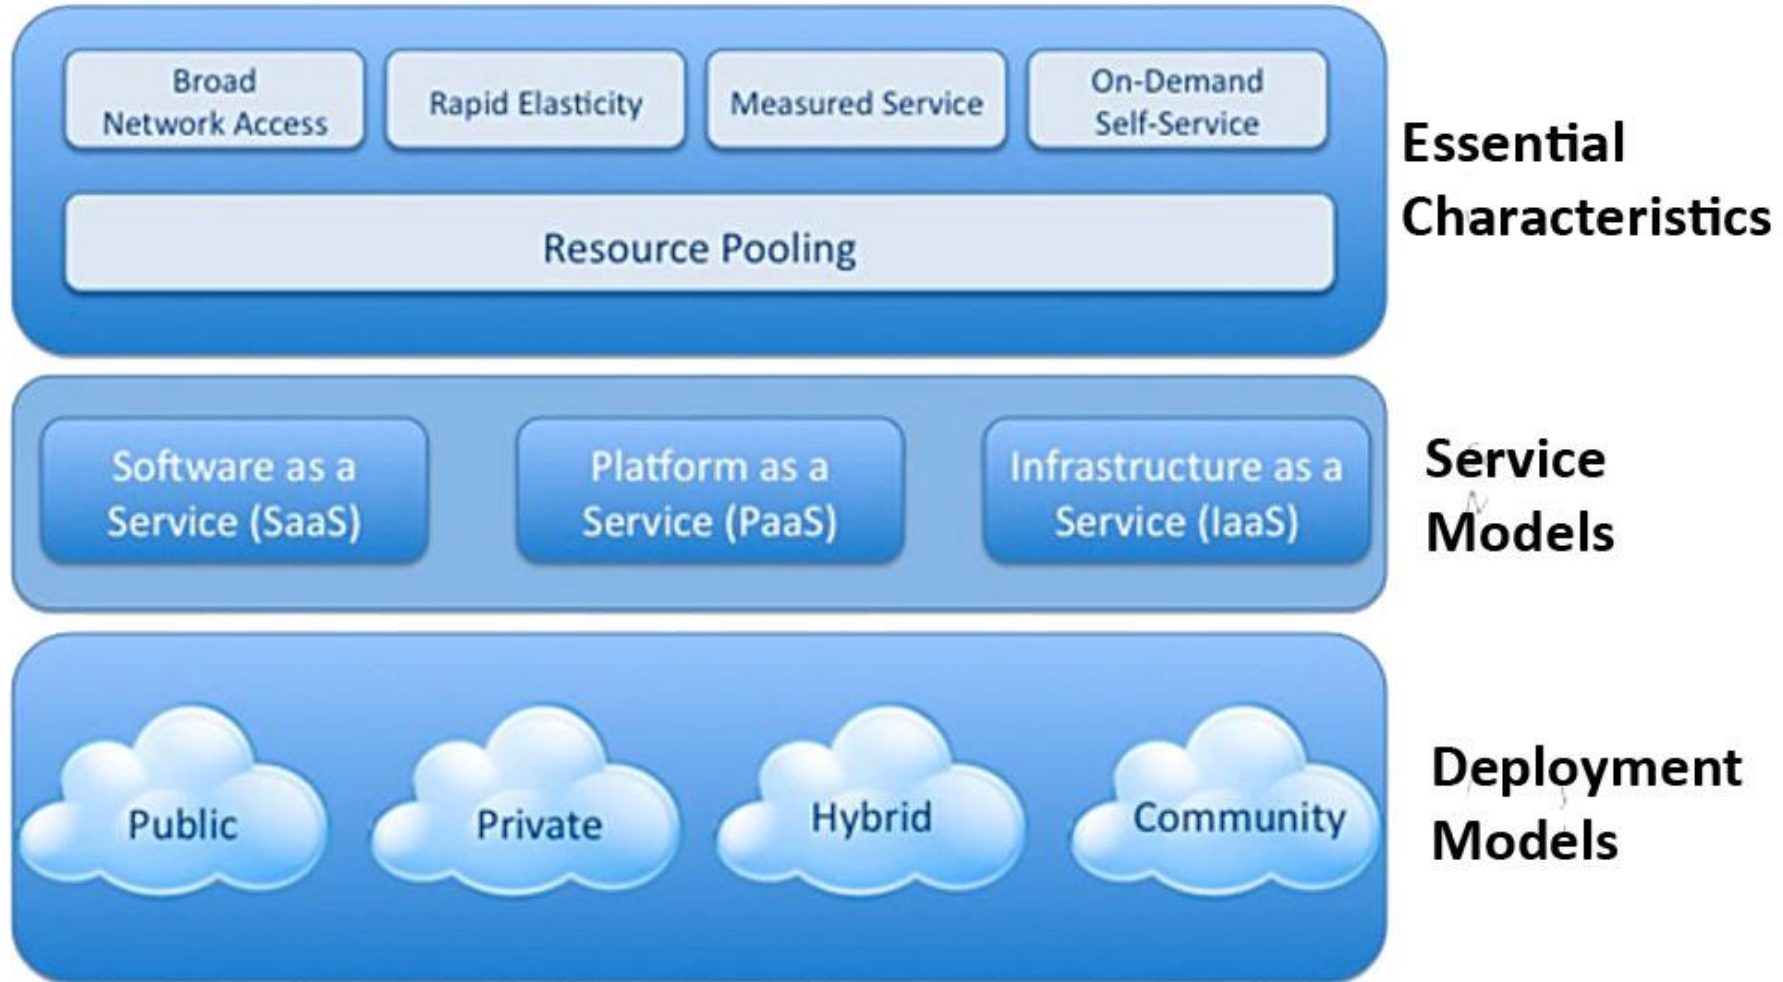 Broad
Network Access
Rapid Elasticity
Measured Service
On-Demand
Self-Service
Resource Pooling
Essential
Characteristics
Software as a
Service (SaaS)
Platform as a
Service (PaaS)
Infrastructure as a
Service (IaaS)
Service
Models
Public
Private
Hybrid
Community
Deployment
Models